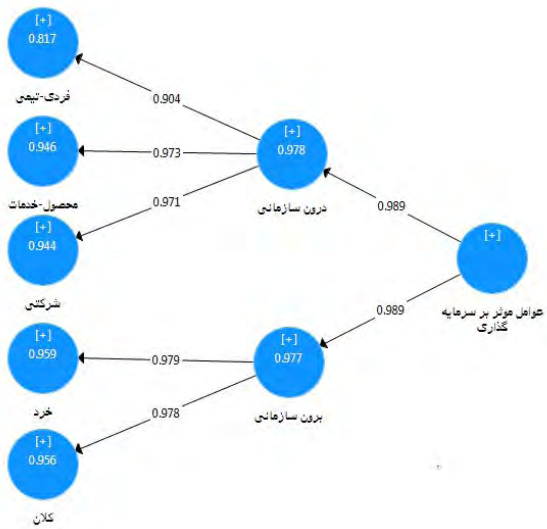 [+]
0.817
فردی-تیمی
0.904
[+]
0.946
محصول-خدمات
0.973
[+]
0.978
درون سازمانی
0.971
0.989
[+]
0.944
شرکتی
[+]
عوامل موثر بر سرمایه
گذاری
0.989
[+]
0.959
خرد
0.979
[+]
0.977
برون سازمانی
0.978
[+]
0.956
کلان